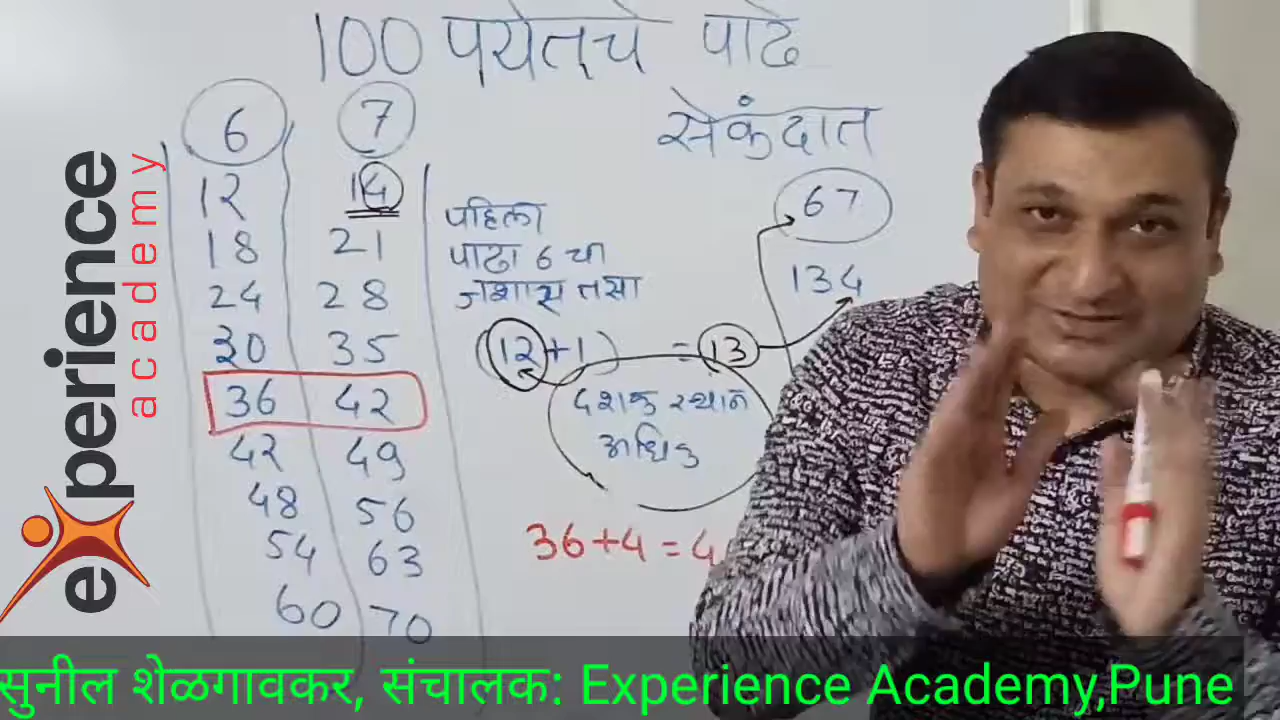 100 पर्यंतचे पाढे
सेकंदात
6 7
12 14
18 21
24 28
30 35
36 42
42 49
48 56
54 63
60 70
पहिला
पाढा 6 चा
जशास तसा
(12+1) = 13
दशक स्थान
अधिक
67
134
36+4=4
experience
academy
सुनील शेळगावकर, संचालक: Experience Academy,Pune